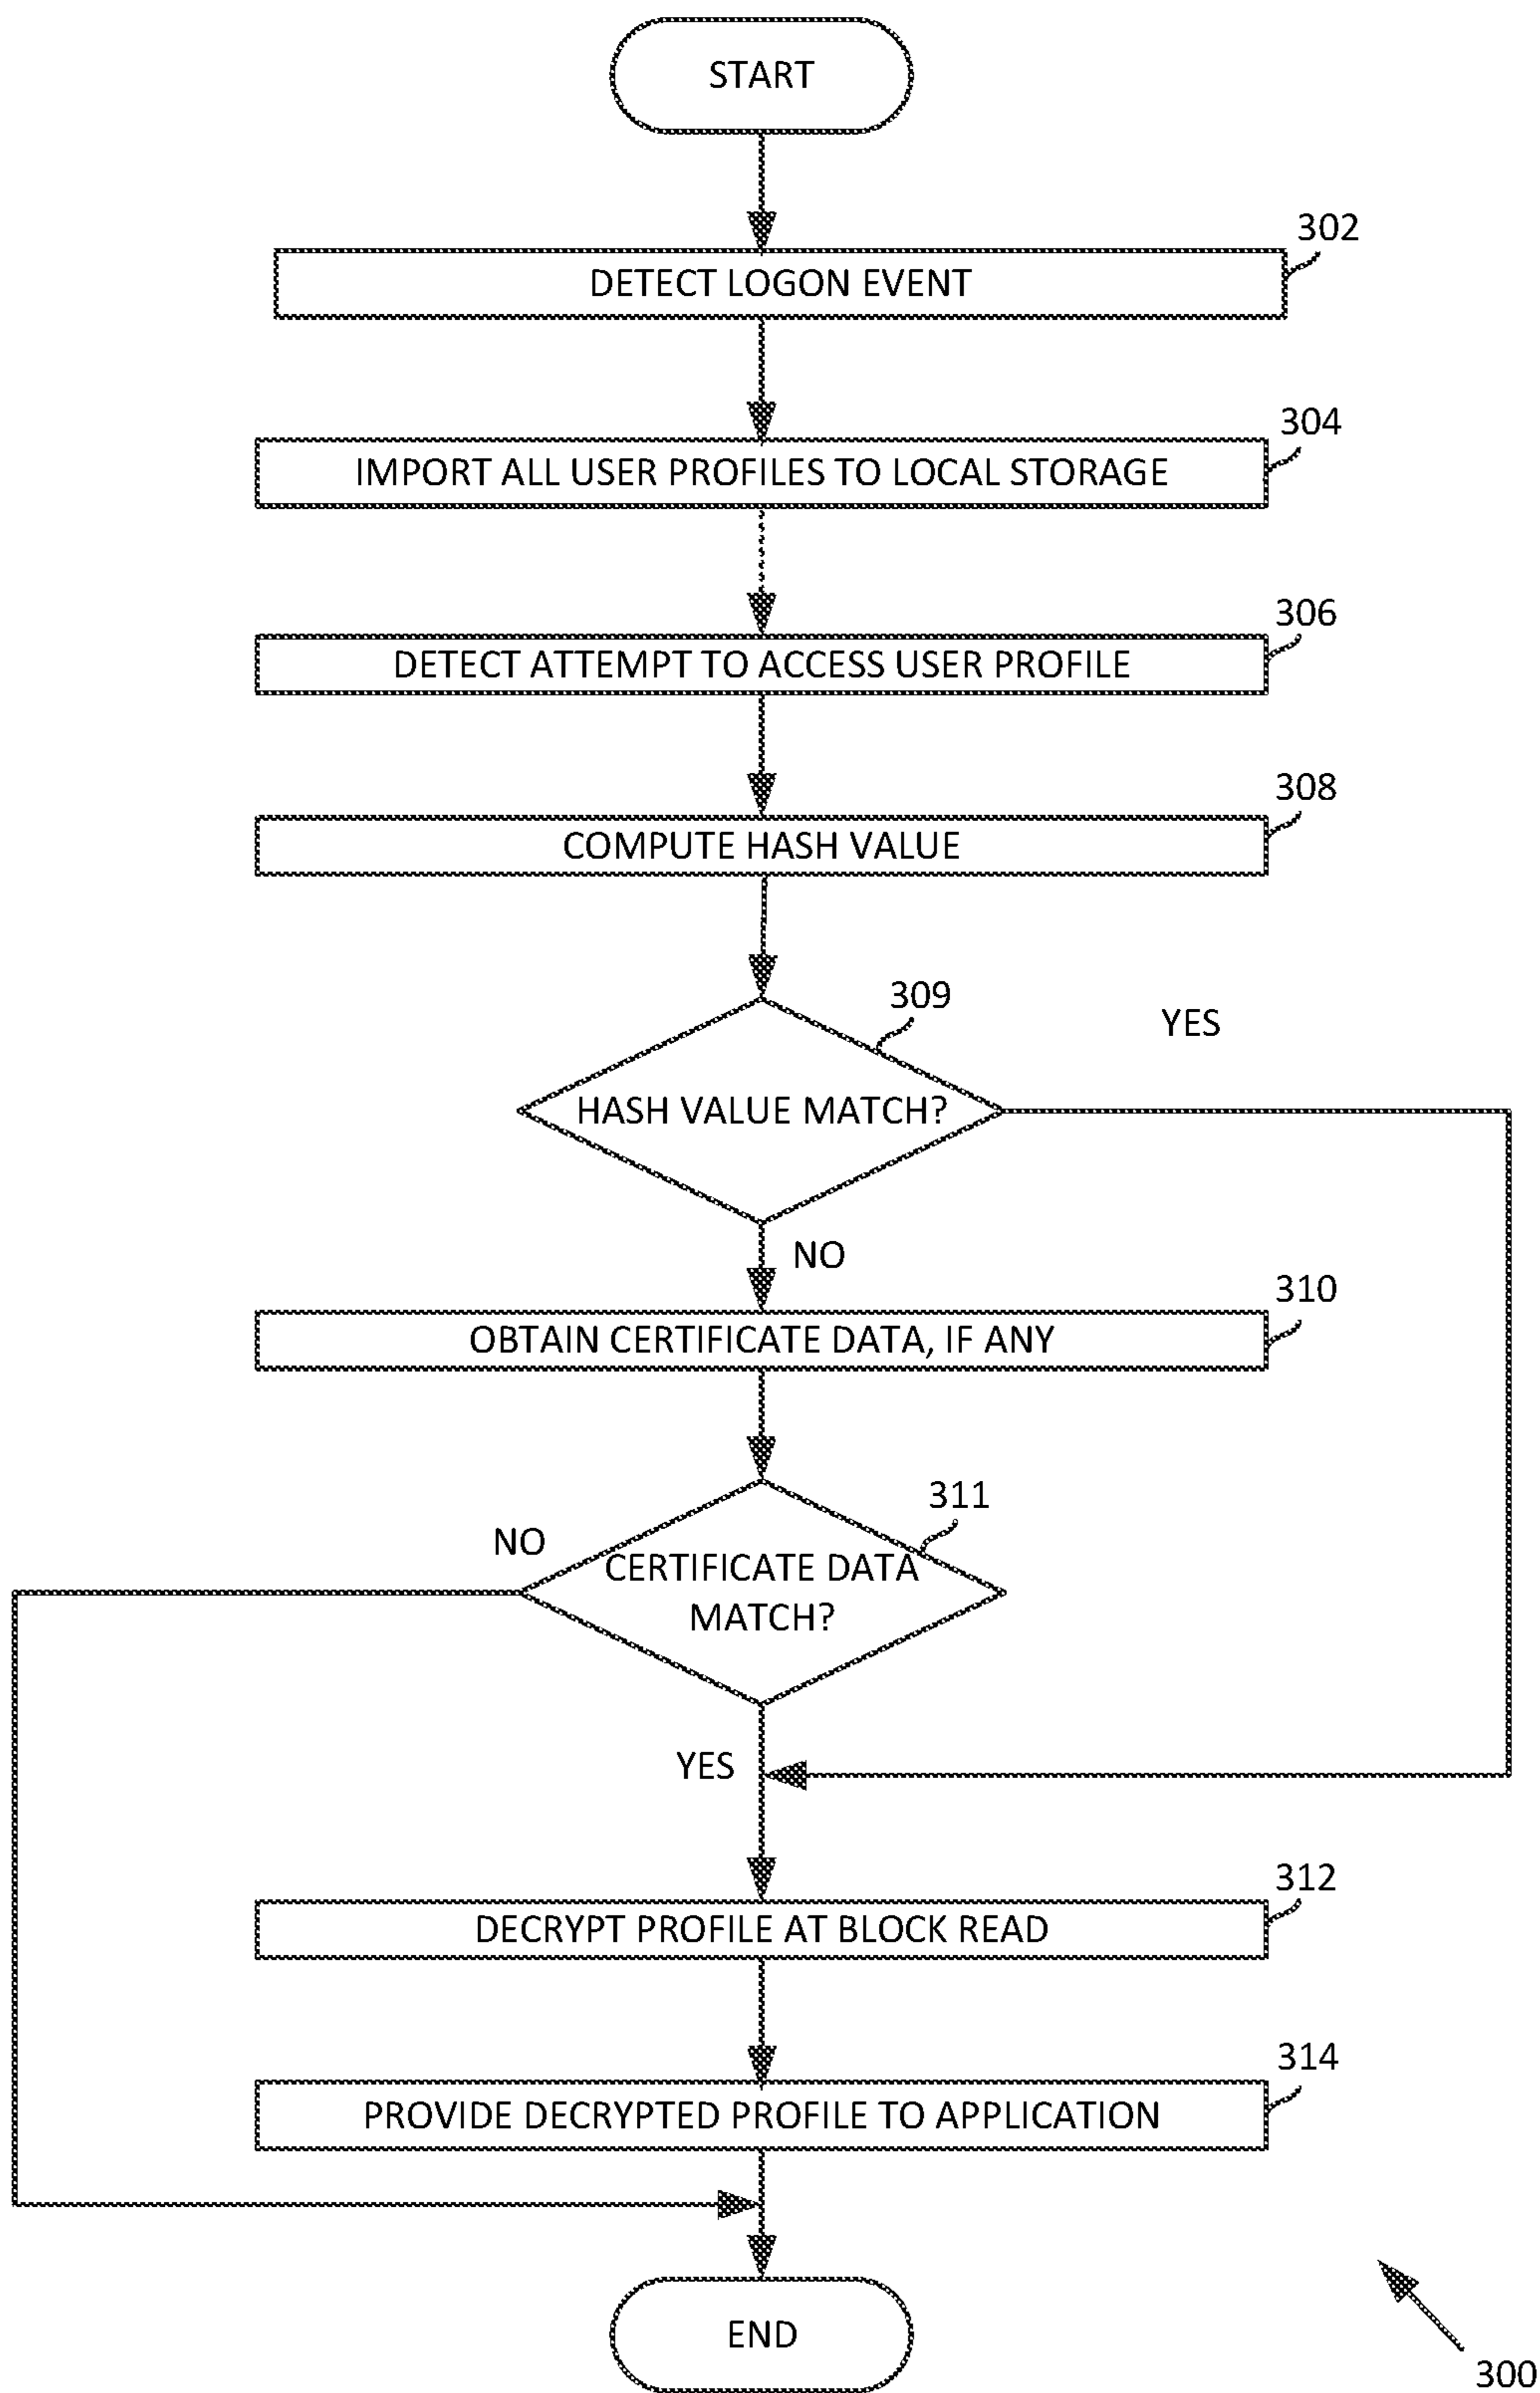 START
302
DETECT LOGON EVENT
304
IMPORT ALL USER PROFILES TO LOCAL STORAGE
306
DETECT ATTEMPT TO ACCESS USER PROFILE
308
COMPUTE HASH VALUE
309
YES
HASH VALUE MATCH?
NO
310
OBTAIN CERTIFICATE DATA, IF ANY
311
NO
CERTIFICATE DATA
MATCH?
YES
312
DECRYPT PROFILE AT BLOCK READ
314
PROVIDE DECRYPTED PROFILE TO APPLICATION
END
300